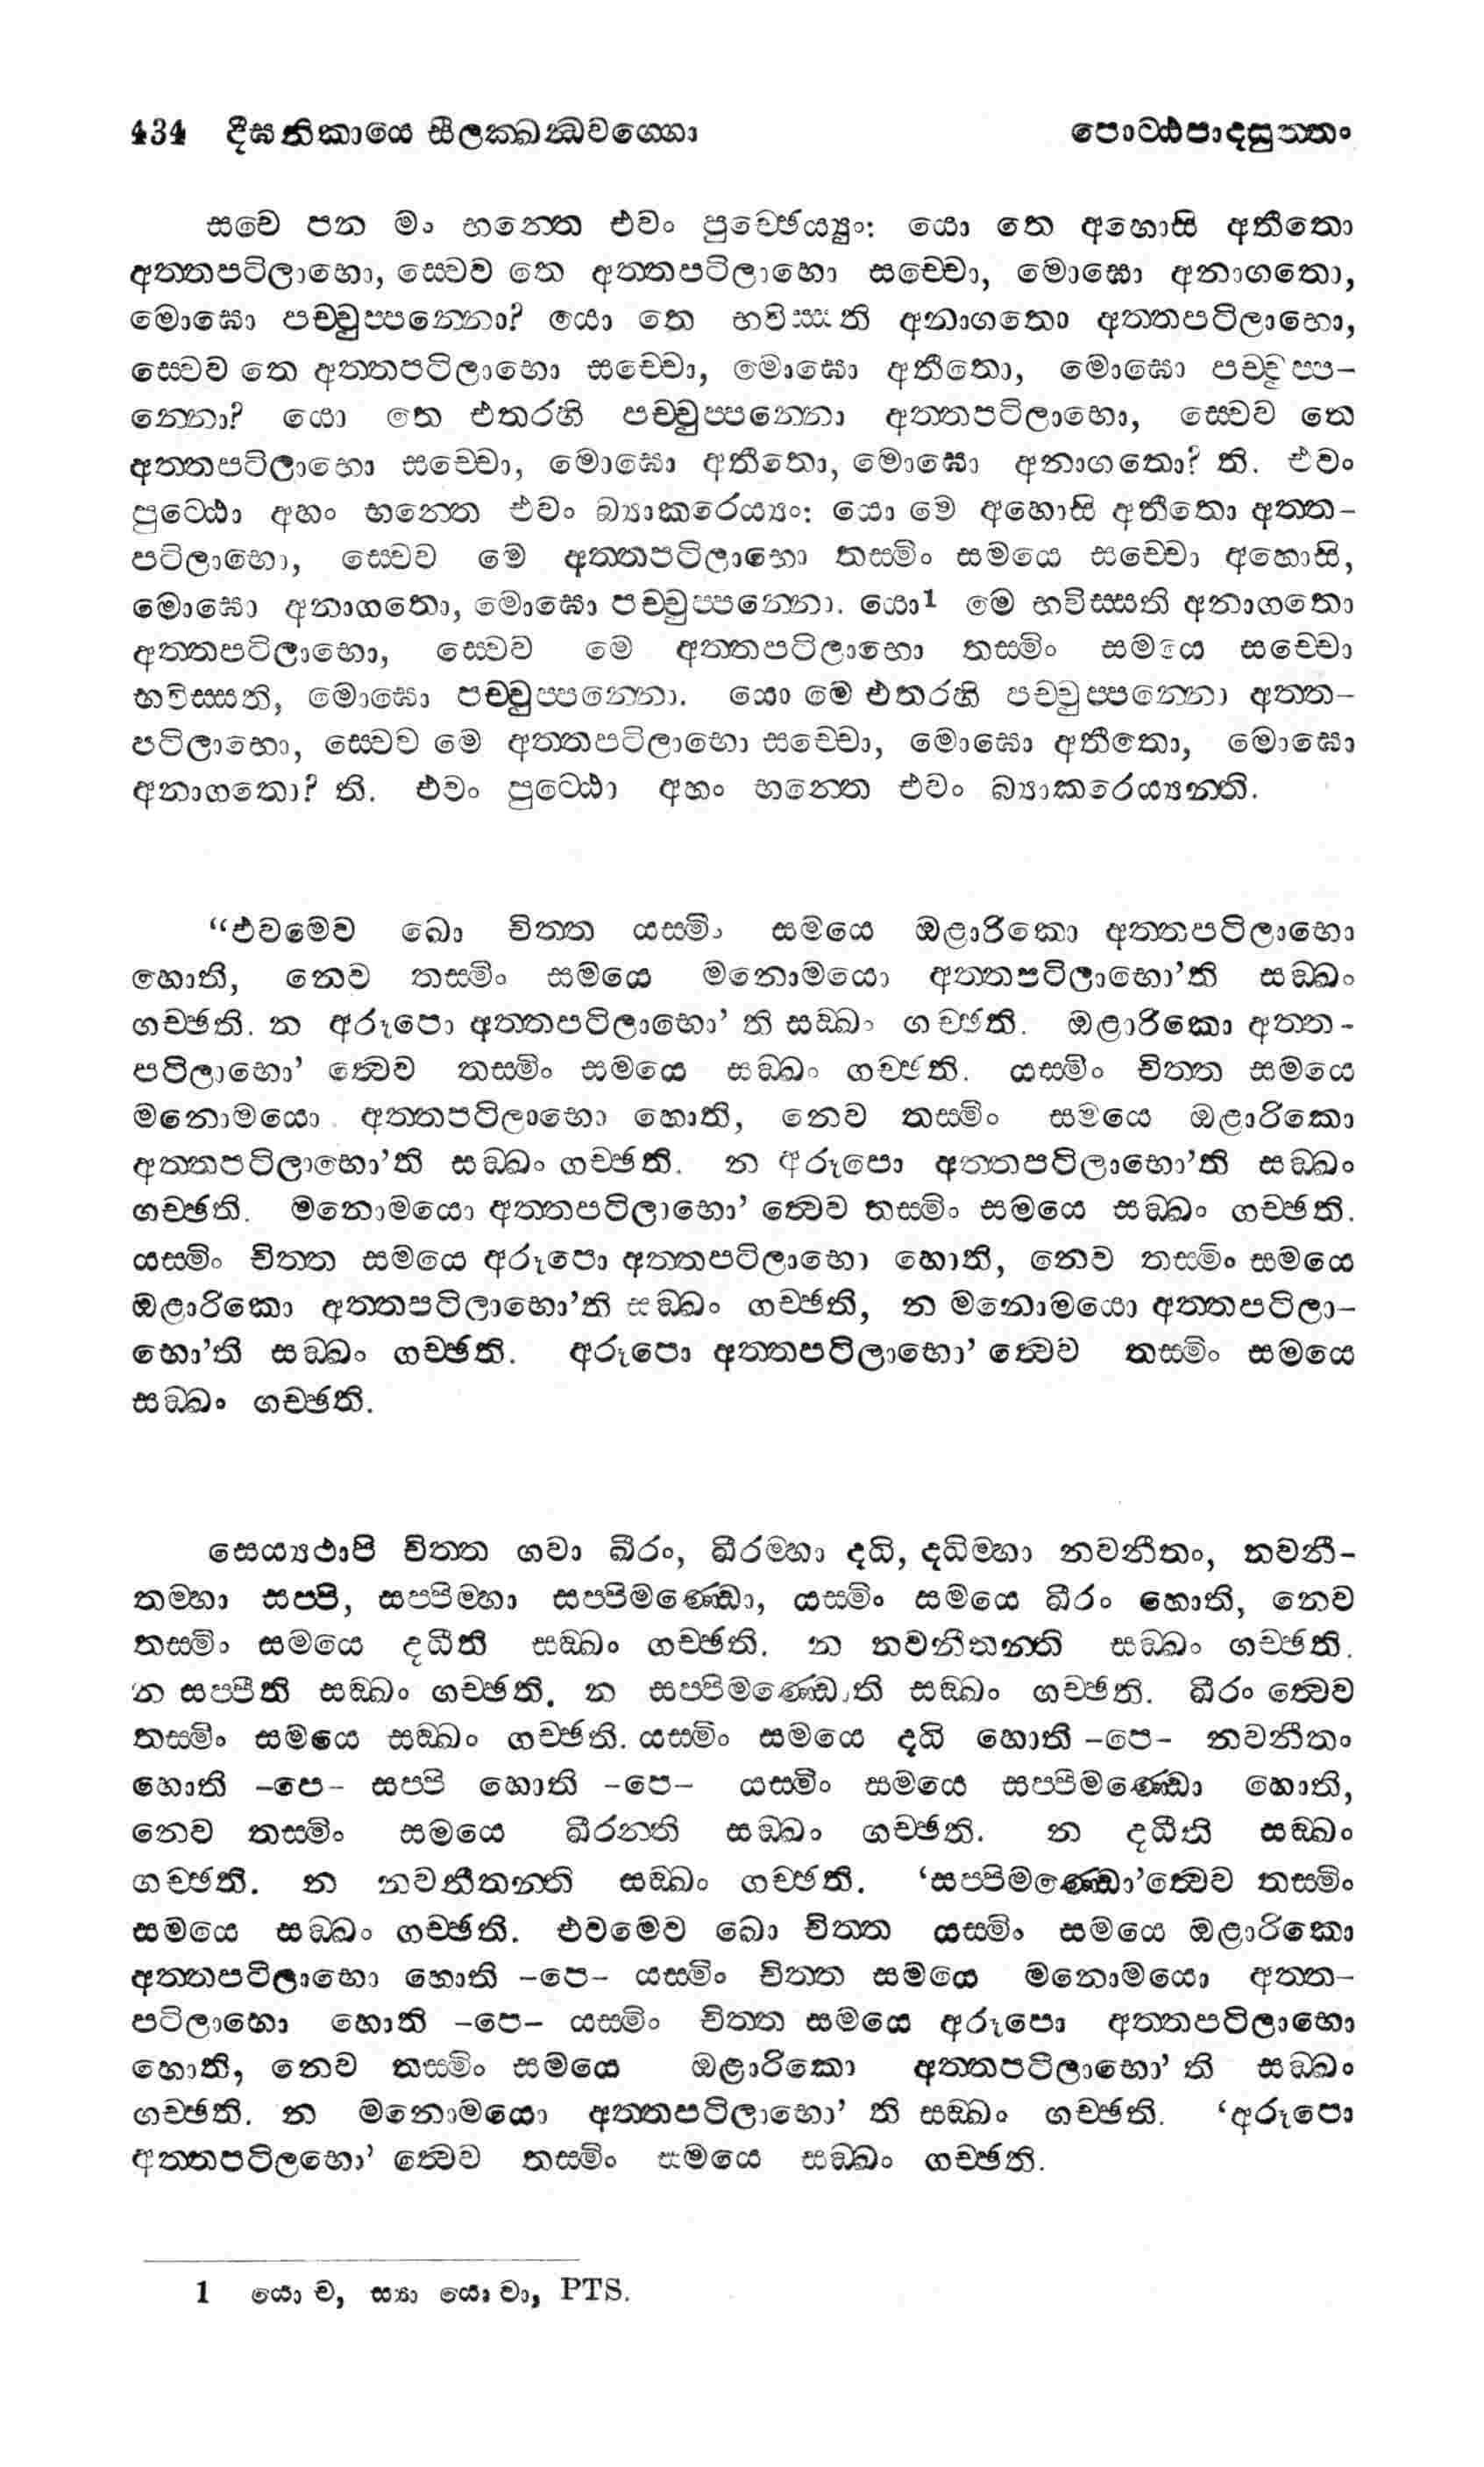 434 දීඝනිකායෙ සීලක්ඛන්ධවග්ගො පොට්ඨපාදසුත්තං
සචෙ පන මං භන්තෙ එවං පුච්ඡෙය්‍යුං: යො තෙ අහොසි අතීතො
අත්තපටිලාභො, ස්වෙව තෙ අත්තපටිලාභො සච්චො, මොඝො අනාගතො,
මොඝො පච්චුප්පන්නො? යො තෙ භවිස්සති අනාගතො අත්තපටිලාභො,
ස්වෙව තෙ අත්තපටිලාභො සච්චො, මොඝො අතීතො, මොඝො පච්චුප්ප-
න්නො? යො තෙ එතරහි පච්චුප්පන්නො අත්තපටිලාභො, ස්වෙව තෙ
අත්තපටිලාභො සච්චො, මොඝො අතීතො, මොඝො අනාගතො? ති. එවං
පුට්ඨො අහං භන්තෙ එවං බ්‍යාකරෙය්‍යං: යො මෙ අහොසි අතීතො අත්ත-
පටිලාභො, ස්වෙව මෙ අත්තපටිලාභො තස්මිං සමයෙ සච්චො අහොසි,
මොඝො අනාගතො, මොඝො පච්චුප්පන්නො. යො1 මෙ භවිස්සති අනාගතො
අත්තපටිලාභො, ස්වෙව මෙ අත්තපටිලාභො තස්මිං සමයෙ සච්චො
භවිස්සති, මොඝො පච්චුප්පන්නො. යො මෙ එතරහි පච්චුප්පන්නො අත්ත-
පටිලාභො, ස්වෙව මෙ අත්තපටිලාභො සච්චො, මොඝො අතීතො, මොඝො
අනාගතො? ති. එවං පුට්ඨො අහං භන්තෙ එවං බ්‍යාකරෙය්‍යන්ති.
“එවමෙව ඛො චිත්ත යස්මිං සමයෙ ඔළාරිකො අත්තපටිලාභො
හොති, නෙව තස්මිං සමයෙ මනොමයො අත්තපටිලාභො’ති සඞ්ඛං
ගච්ඡති. න අරූපො අත්තපටිලාභො’ ති සඞ්ඛං ගච්ඡති. ඔළාරිකො අත්ත-
පටිලාභො’ ත්වෙව තස්මිං සමයෙ සඞ්ඛං ගච්ඡති. යස්මිං චිත්ත සමයෙ
මනොමයො අත්තපටිලාභො හොති, නෙව තස්මිං සමයෙ ඔළාරිකො
අත්තපටිලාභො’ති සඞ්ඛං ගච්ඡති. න අරූපො අත්තපටිලාභො’ති සඞ්ඛං
ගච්ඡති. මනොමයො අත්තපටිලාභො’ ත්වෙව තස්මිං සමයෙ සඞ්ඛං ගච්ඡති.
යස්මිං චිත්ත සමයෙ අරූපො අත්තපටිලාභො හොති, නෙව තස්මිං සමයෙ
ඔළාරිකො අත්තපටිලාභො’ති සඞ්ඛං ගච්ඡති, න මනොමයො අත්තපටිලා-
භො’ති සඞ්ඛං ගච්ඡති. අරූපො අත්තපටිලාභො’ ත්වෙව තස්මිං සමයෙ
සඞ්ඛං ගච්ඡති.
සෙය්‍යථාපි චිත්ත ගවා ඛීරං, ඛීරම්හා දධි, දධිම්හා නවනීතං, නවනී-
තම්හා සප්පි, සප්පිම්හා සප්පිමණ්ඩො, යස්මිං සමයෙ ඛීරං හොති, නෙව
තස්මිං සමයෙ දධීති සඞ්ඛං ගච්ඡති. න නවනීතන්ති සඞ්ඛං ගච්ඡති.
න සප්පීති සඞ්ඛං ගච්ඡති. න සප්පිමණ්ඩොති සඞ්ඛං ගච්ඡති. ඛීරං ත්වෙව
තස්මිං සමයෙ සඞ්ඛං ගච්ඡති. යස්මිං සමයෙ දධි හොති -පෙ- නවනීතං
හොති -පෙ- සප්පි හොති -පෙ- යස්මිං සමයෙ සප්පිමණ්ඩො හොති,
නෙව තස්මිං සමයෙ ඛීරන්ති සඞ්ඛං ගච්ඡති. න දධීති සඞ්ඛං
ගච්ඡති. න නවනීතන්ති සඞ්ඛං ගච්ඡති. ‘සප්පිමණ්ඩො’ත්වෙව තස්මිං
සමයෙ සඞ්ඛං ගච්ඡති. එවමෙව ඛො චිත්ත යස්මිං සමයෙ ඔළාරිකො
අත්තපටිලාභො හොති -පෙ- යස්මිං චිත්ත සමයෙ මනොමයො අත්ත-
පටිලාභො හොති -පෙ- යස්මිං චිත්ත සමයෙ අරූපො අත්තපටිලාභො
හොති, නෙව තස්මිං සමයෙ ඔළාරිකො අත්තපටිලාභො’ ති සඞ්ඛං
ගච්ඡති. න මනොමයො අත්තපටිලාභො’ ති සඞ්ඛං ගච්ඡති. ‘අරූපො
අත්තපටිලභො’ ත්වෙව තස්මිං සමයෙ සඞ්ඛං ගච්ඡති.
1 යො ච, ස්‍යා යො වා, PTS.